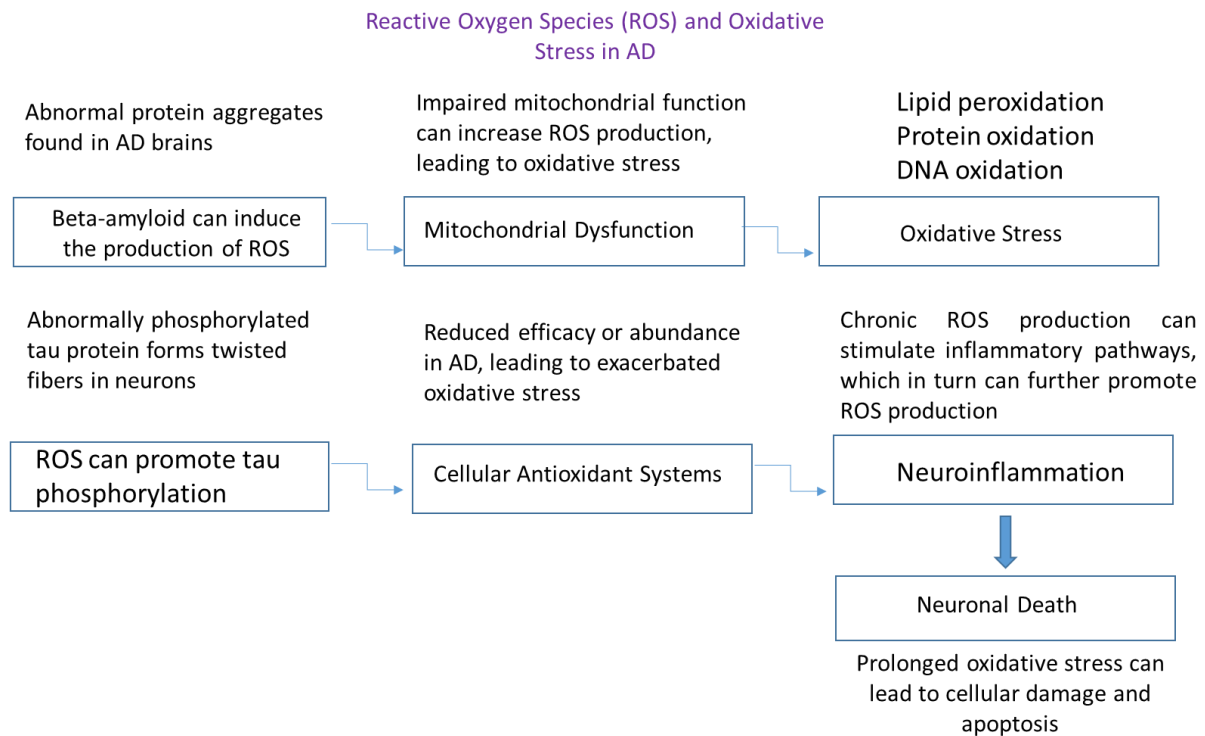 Reactive Oxygen Species (ROS) and Oxidative
Stress in AD
Abnormal protein aggregates
found in AD brains
Impaired mitochondrial function
can increase ROS production,
leading to oxidative stress
Lipid peroxidation
Protein oxidation
DNA oxidation
Beta-amyloid can induce
the production of ROS
Mitochondrial Dysfunction
Oxidative Stress
Abnormally phosphorylated
tau protein forms twisted
fibers in neurons
Reduced efficacy or abundance
in AD, leading to exacerbated
oxidative stress
Chronic ROS production can
stimulate inflammatory pathways,
which in turn can further promote
ROS production
ROS can promote tau
phosphorylation
Cellular Antioxidant Systems
Neuroinflammation
Neuronal Death
Prolonged oxidative stress can
lead to cellular damage and
apoptosis